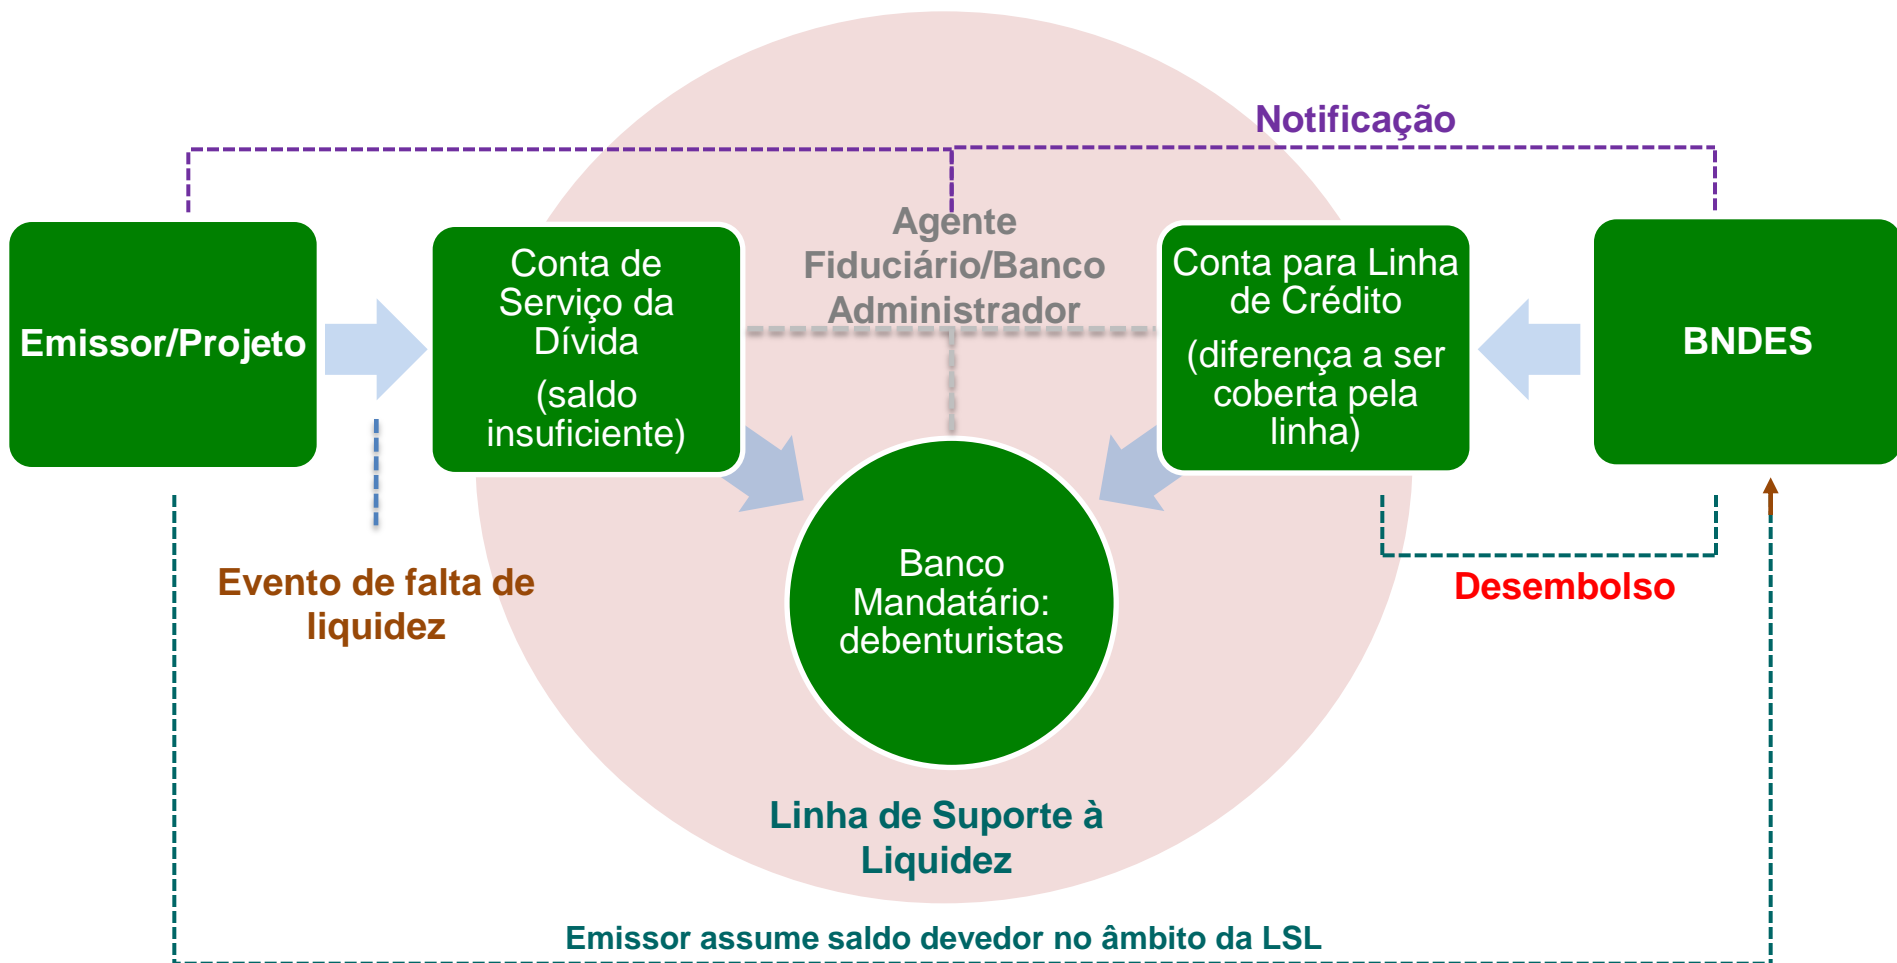 Notificação
Emissor/Projeto
Conta de
Serviço da
Dívida
(saldo
insuficiente)
Agente
Fiduciário/Banco
Administrador
Conta para Linha
de Crédito
(diferença a ser
coberta pela
linha)
BNDES
Evento de falta de
liquidez
Banco
Mandatário:
debenturistas
Desembolso
Linha de Suporte à
Liquidez
Emissor assume saldo devedor no âmbito da LSL